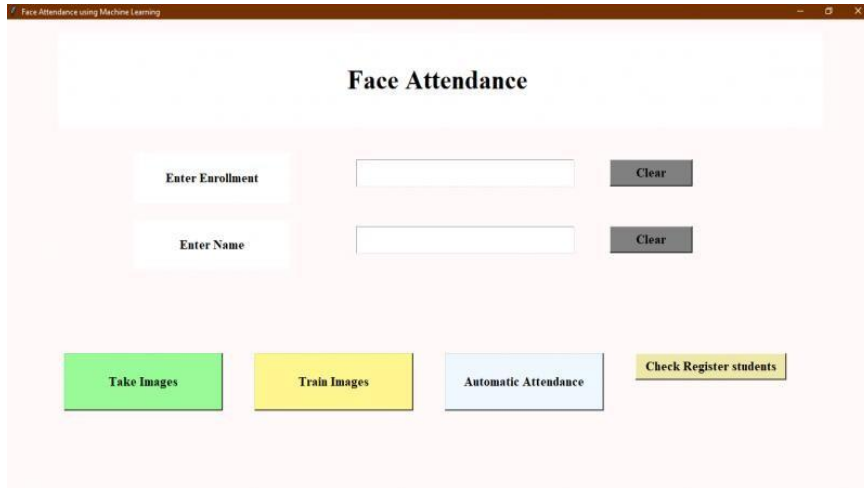 Face Attendance using Machine Learning
Face Attendance
Enter Enrollment
Clear
Enter Name
Clear
Take Images
Train Images
Automatic Attendance
Check Register students